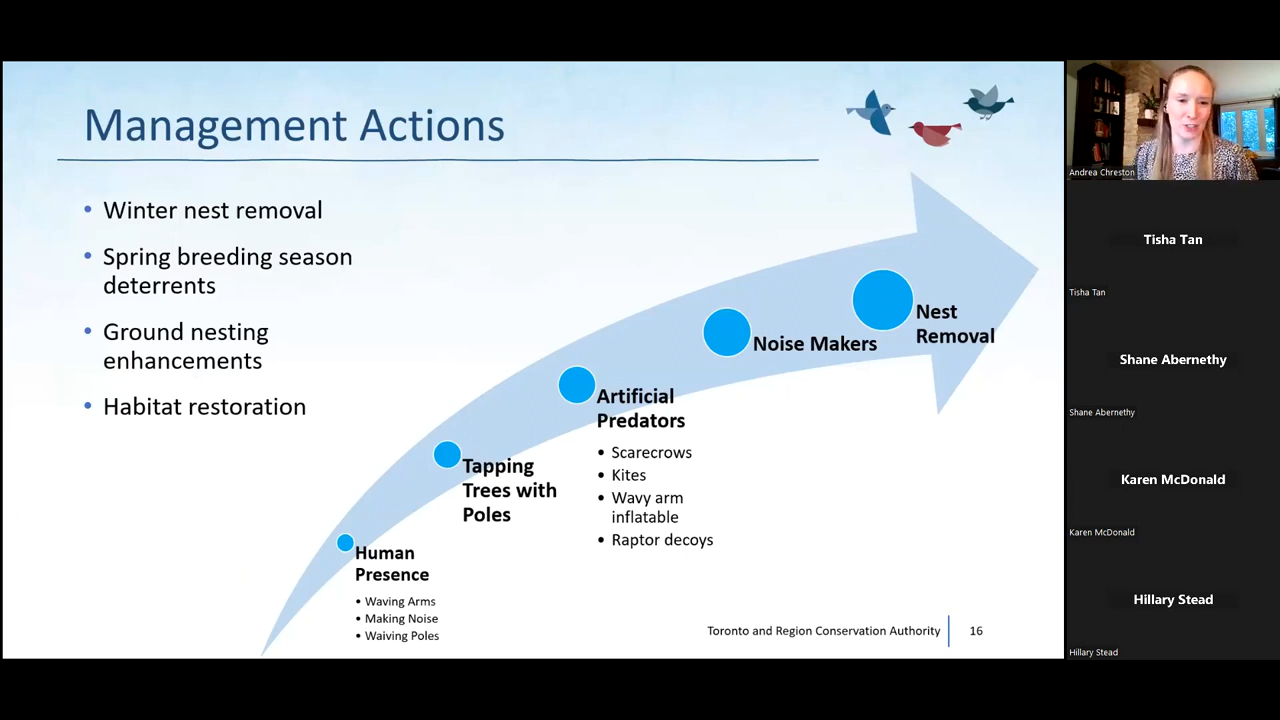 Management Actions
• Winter nest removal
• Spring breeding season
deterrents
• Ground nesting
enhancements
• Habitat restoration
Human
Presence
• Waving Arms
• Making Noise
• Waiving Poles
Tapping
Trees with
Poles
Artificial
Predators
• Scarecrows
• Kites
• Wavy arm
inflatable
• Raptor decoys
Noise Makers
Nest
Removal
Toronto and Region Conservation Authority
16
Andrea Chreston
Tisha Tan
Tisha Tan
Shane Abernethy
Shane Abernethy
Karen McDonald
Karen McDonald
Hillary Stead
Hillary Stead